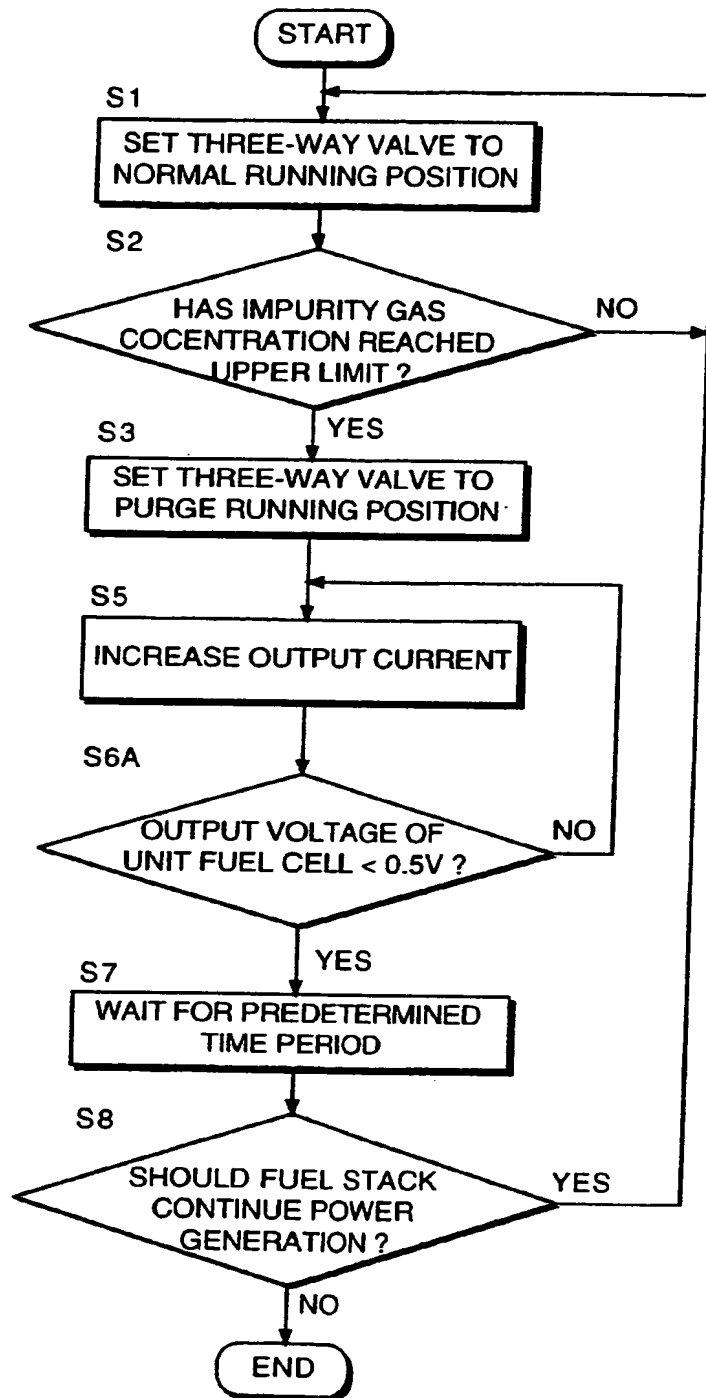 START
S1
SET THREE-WAY VALVE TO
NORMAL RUNNING POSITION
S2
HAS IMPURITY GAS
COCENTRATION REACHED
UPPER LIMIT ?
NO
YES
S3
SET THREE-WAY VALVE TO
PURGE RUNNING POSITION
S5
INCREASE OUTPUT CURRENT
S6A
OUTPUT VOLTAGE OF
UNIT FUEL CELL < 0.5V ?
NO
YES
S7
WAIT FOR PREDETERMINED
TIME PERIOD
S8
SHOULD FUEL STACK
CONTINUE POWER
GENERATION ?
YES
NO
END